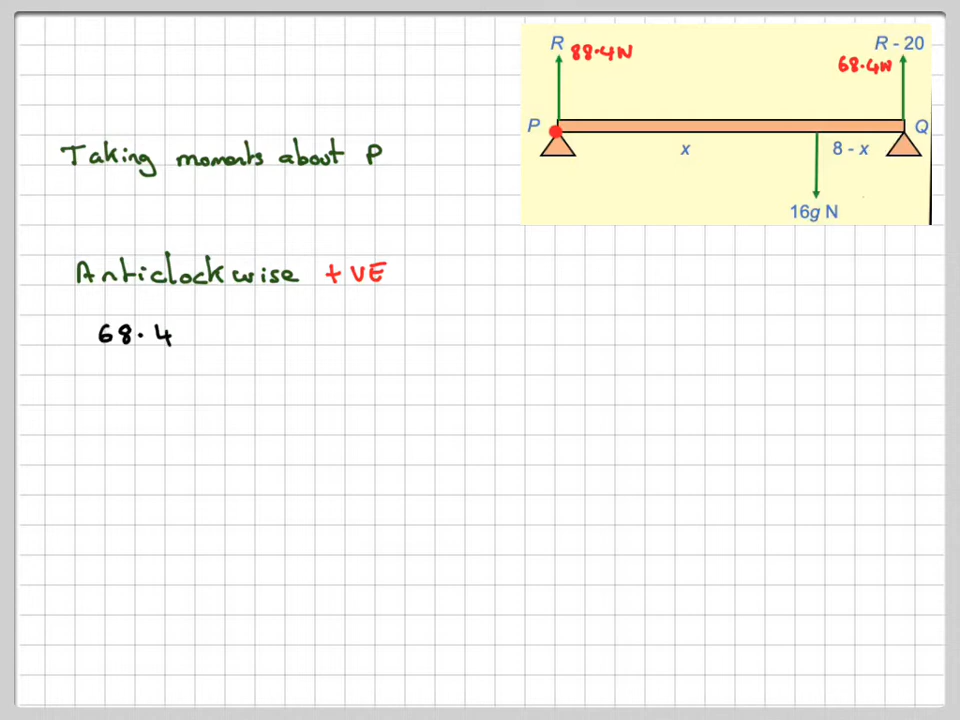 R 88.4N
R - 20
68.4N
P
Q
x
8 - x
16g N
Taking moments about P
Anticlockwise +VE
68.4